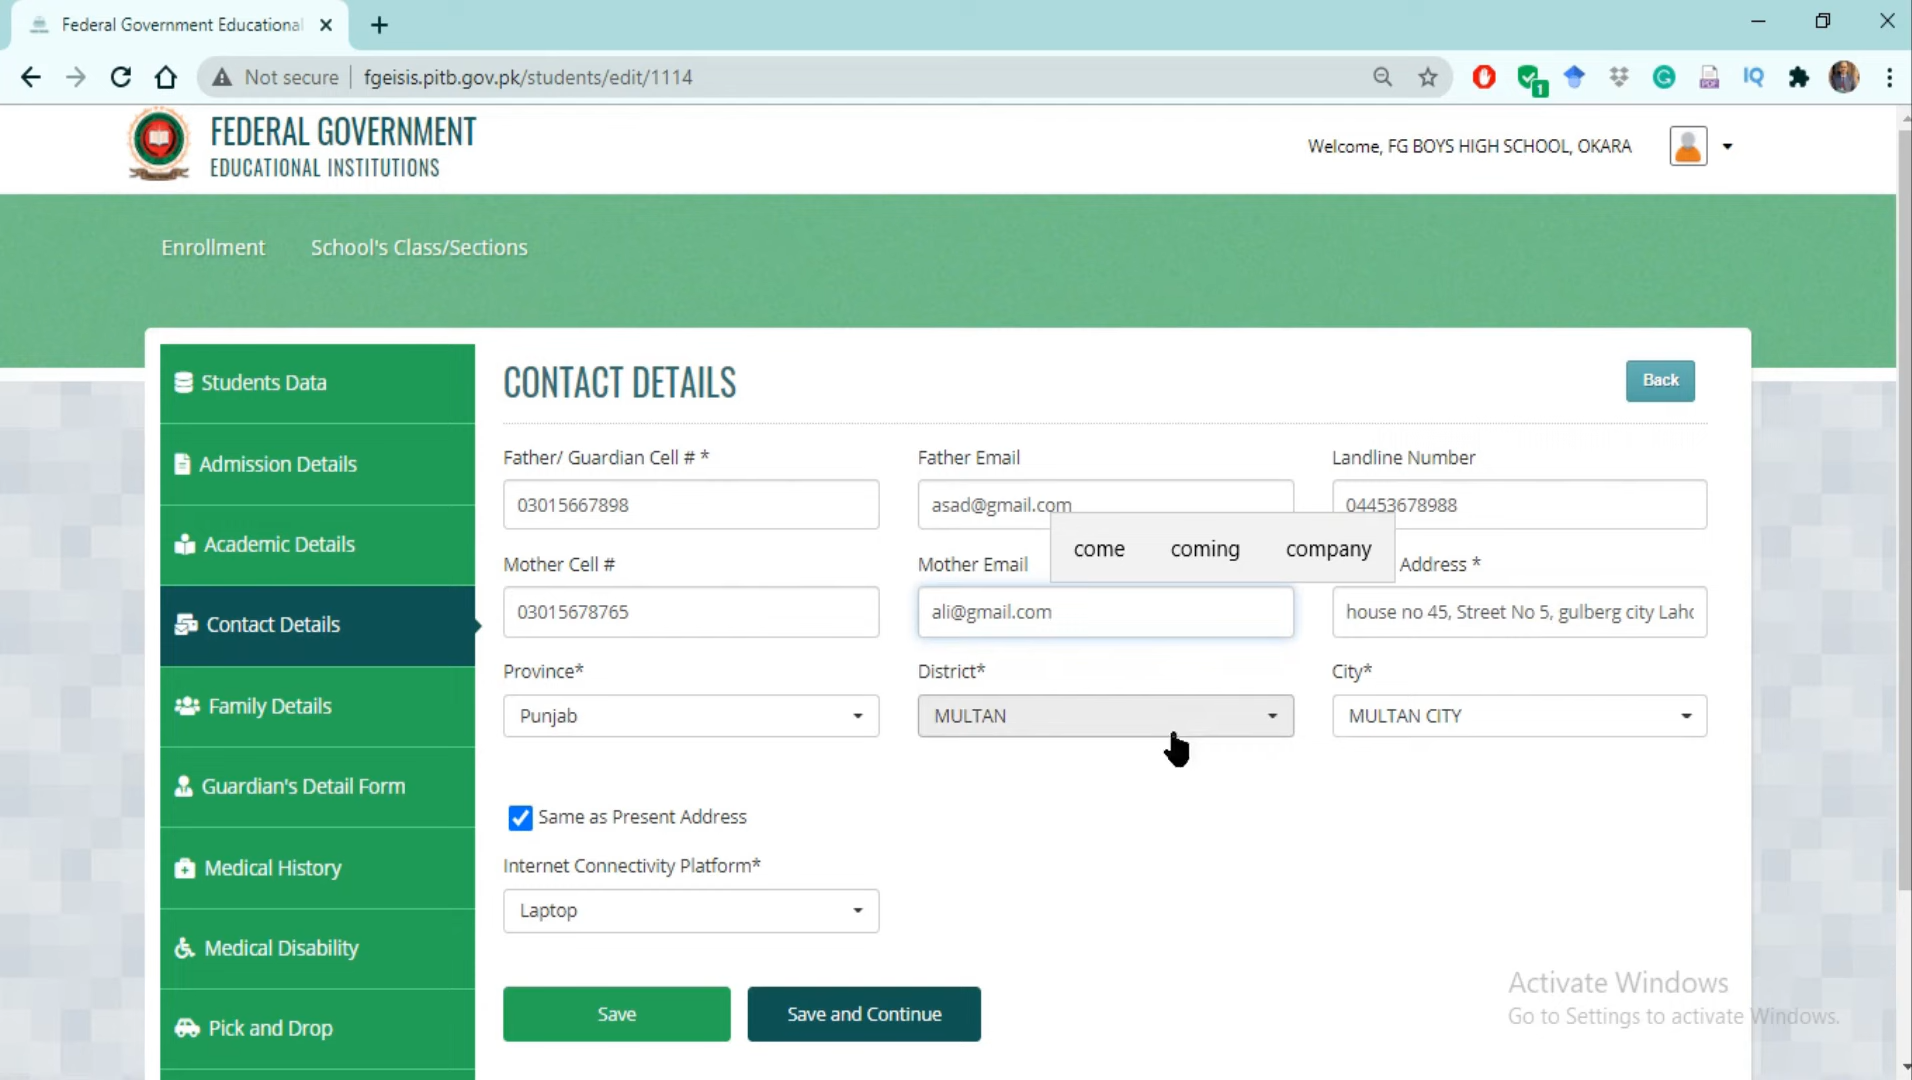 Federal Government Educational
Not secure
fgeisis.pitb.gov.pk/students/edit/1114
1
IQ
FEDERAL GOVERNMENT
EDUCATIONAL INSTITUTIONS
Welcome, FG BOYS HIGH SCHOOL, OKARA
Enrollment
School's Class/Sections
Students Data
Admission Details
Academic Details
Contact Details
Family Details
Guardian's Detail Form
Medical History
Medical Disability
Pick and Drop
CONTACT DETAILS
Back
Father/ Guardian Cell # *
Father Email
Landline Number
03015667898
asad@gmail.com
04453678988
come coming company
Mother Cell #
Mother Email
Address *
03015678765
ali@gmail.com
house no 45, Street No 5, gulberg city Laho
Province*
District*
City*
Punjab
MULTAN
MULTAN CITY
Same as Present Address
Internet Connectivity Platform*
Laptop
Save
Save and Continue
Activate Windows
Go to Settings to activate Windows.